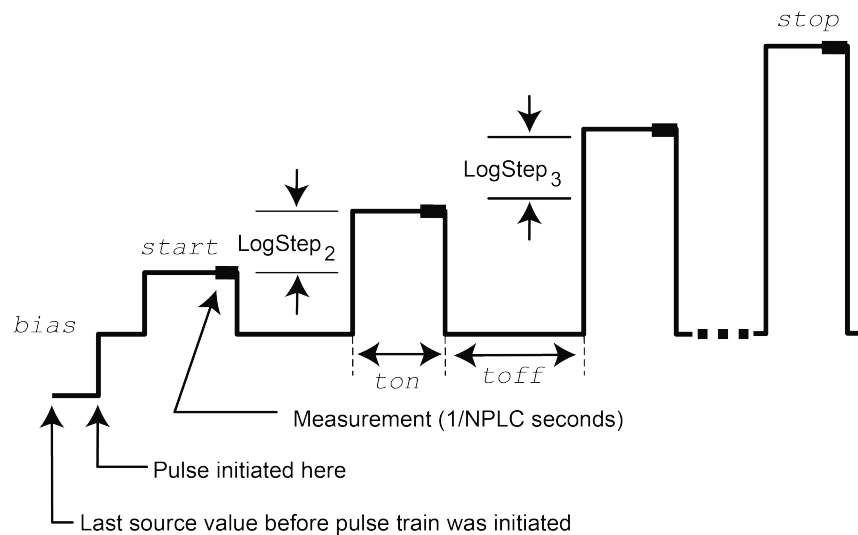 stop
LogStep3
start
LogStep2
bias
ton
toff
Measurement (1/NPLC seconds)
Pulse initiated here
Last source value before pulse train was initiated